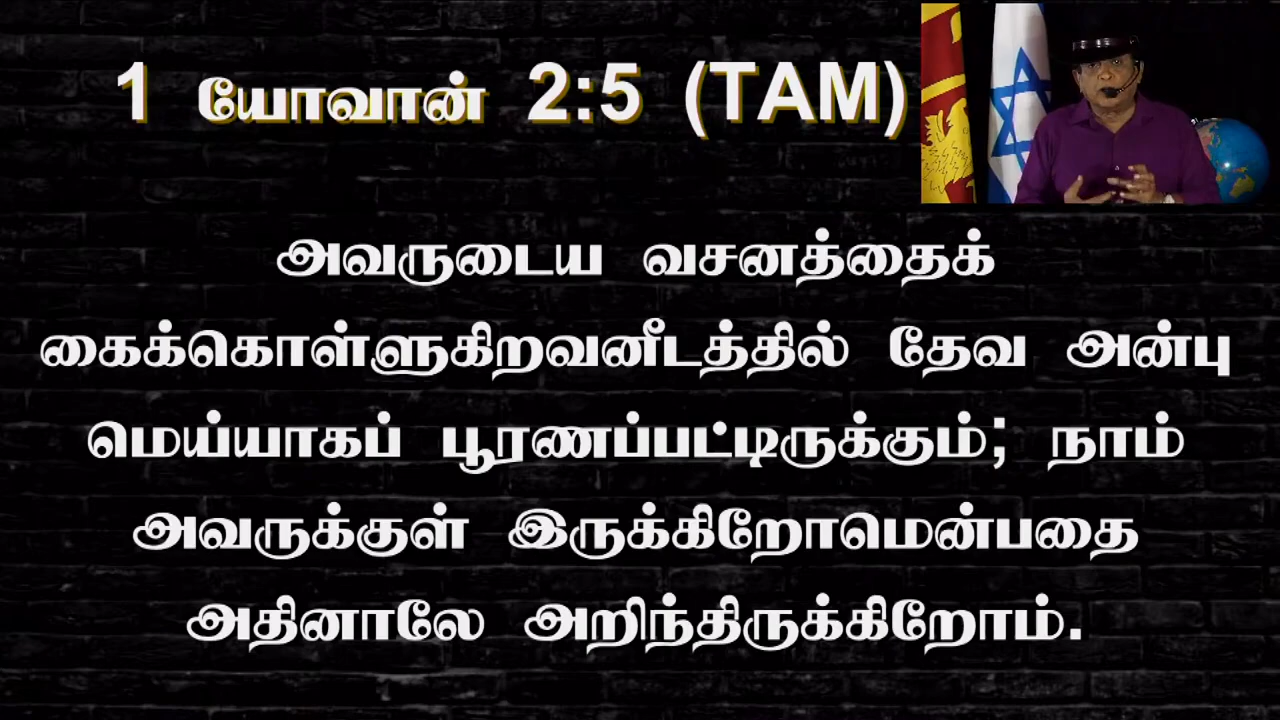 1 யோவான் 2:5 (TAM)
அவருடைய வசனத்தைக்
கைக்கொள்ளுகிறவனீடத்தில் தேவ அன்பு
மெய்யாகப் பூரணப்பட்டிருக்கும்; நாம்
அவருக்குள் இருக்கிறோமென்பதை
அதினாலே அறிந்திருக்கிறோம்.